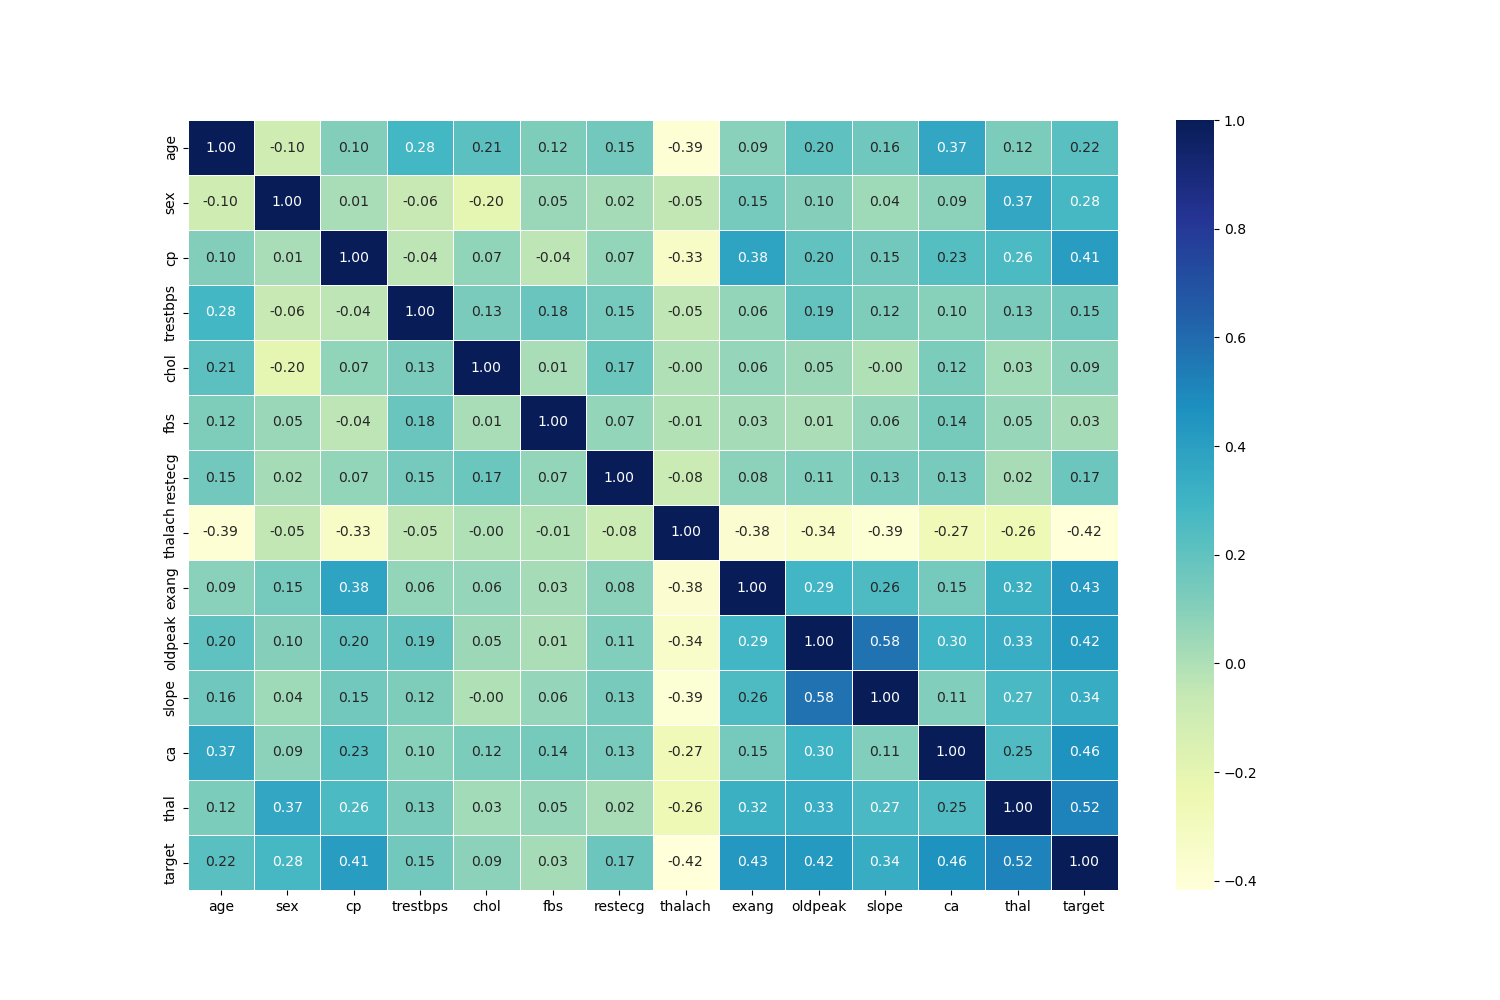 1.0
age 1.00 -0.10 0.10 0.28 0.21 0.12 0.15 -0.39 0.09 0.20 0.16 0.37 0.12 0.22
sex -0.10 1.00 0.01 -0.06 -0.20 0.05 0.02 -0.05 0.15 0.10 0.04 0.09 0.37 0.28
0.8
cp 0.10 0.01 1.00 -0.04 0.07 -0.04 0.07 -0.33 0.38 0.20 0.15 0.23 0.26 0.41
trestbps 0.28 -0.06 -0.04 1.00 0.13 0.18 0.15 -0.05 0.06 0.19 0.12 0.10 0.13 0.15
0.6
chol 0.21 -0.20 0.07 0.13 1.00 0.01 0.17 -0.00 0.06 0.05 -0.00 0.12 0.03 0.09
fbs 0.12 0.05 -0.04 0.18 0.01 1.00 0.07 -0.01 0.03 0.01 0.06 0.14 0.05 0.03
0.4
restecg 0.15 0.02 0.07 0.15 0.17 0.07 1.00 -0.08 0.08 0.11 0.13 0.13 0.02 0.17
thalach -0.39 -0.05 -0.33 -0.05 -0.00 -0.01 -0.08 1.00 -0.38 -0.34 -0.39 -0.27 -0.26 -0.42
0.2
exang 0.09 0.15 0.38 0.06 0.06 0.03 0.08 -0.38 1.00 0.29 0.26 0.15 0.32 0.43
oldpeak 0.20 0.10 0.20 0.19 0.05 0.01 0.11 -0.34 0.29 1.00 0.58 0.30 0.33 0.42
0.0
slope 0.16 0.04 0.15 0.12 -0.00 0.06 0.13 -0.39 0.26 0.58 1.00 0.11 0.27 0.34
ca 0.37 0.09 0.23 0.10 0.12 0.14 0.13 -0.27 0.15 0.30 0.11 1.00 0.25 0.46
−0.2
thal 0.12 0.37 0.26 0.13 0.03 0.05 0.02 -0.26 0.32 0.33 0.27 0.25 1.00 0.52
target 0.22 0.28 0.41 0.15 0.09 0.03 0.17 -0.42 0.43 0.42 0.34 0.46 0.52 1.00
−0.4
age sex cp trestbps chol fbs restecg thalach exang oldpeak slope ca thal target